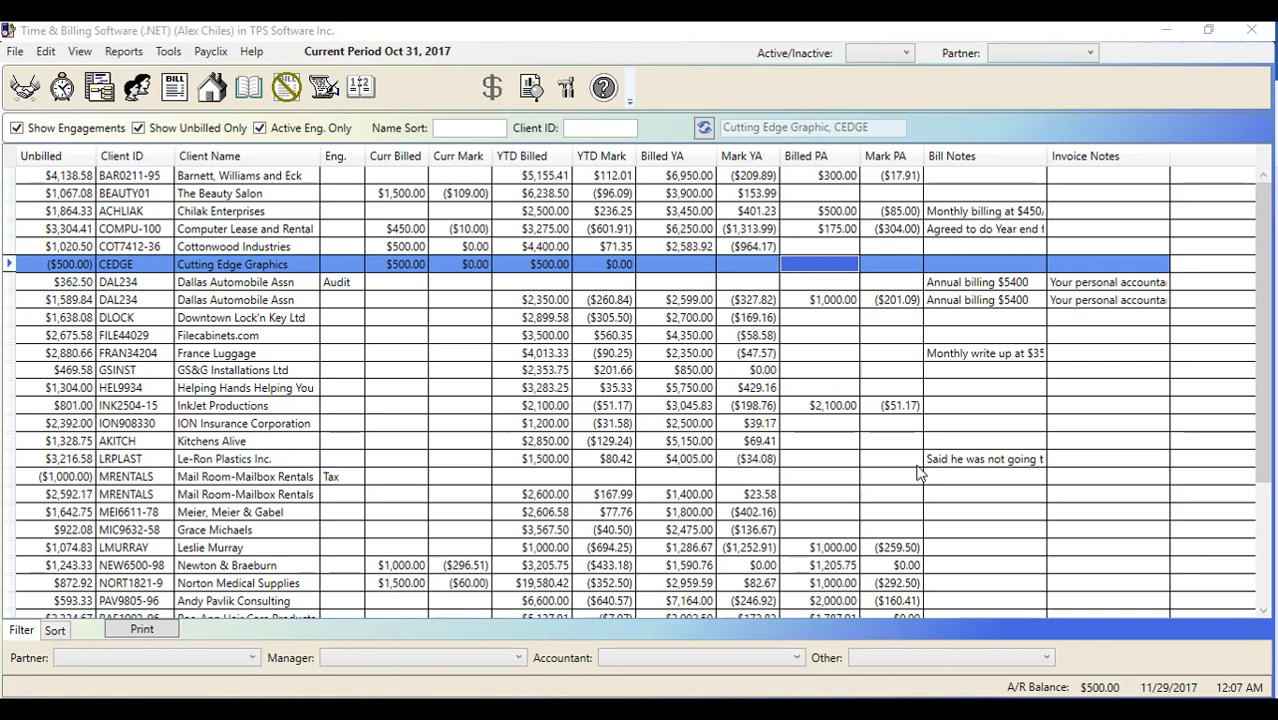 Time & Billing Software (.NET) (Alex Chiles) in TPS Software Inc.
File Edit View Reports Tools Payclix Help Current Period Oct 31, 2017 Active/Inactive: Partner:
BILL
Show Engagements Show Unbilled Only Active Eng. Only Name Sort: Client ID: Cutting Edge Graphic, CEDGE
Unbilled Client ID Client Name Eng. Curr Billed Curr Mark YTD Billed YTD Mark Billed YA Mark YA Billed PA Mark PA Bill Notes Invoice Notes
$4,138.58 BAR0211-95 Barnett, Williams and Eck $5,155.41 $112.01 $6,950.00 ($209.89) $300.00 ($17.91)
$1,067.08 BEAUTY01 The Beauty Salon $1,500.00 ($109.00) $6,238.50 ($96.09) $3,900.00 $153.99
$1,864.33 ACHLIAK Chilak Enterprises $2,500.00 $236.25 $3,450.00 $401.23 $500.00 ($85.00) Monthly billing at $450,
$3,304.41 COMPU-100 Computer Lease and Rental $450.00 ($10.00) $3,275.00 ($601.91) $6,250.00 ($1,313.99) $175.00 ($304.00) Agreed to do Year end f
$1,020.50 COT7412-36 Cottonwood Industries $500.00 $0.00 $4,400.00 $71.35 $2,583.92 ($964.17)
($500.00) CEDGE Cutting Edge Graphics $500.00 $0.00 $500.00 $0.00
$362.50 DAL234 Dallas Automobile Assn Audit Annual billing $5400 Your personal accounta
$1,589.84 DAL234 Dallas Automobile Assn $2,350.00 ($260.84) $2,599.00 ($327.82) $1,000.00 ($201.09) Annual billing $5400 Your personal accounta
$1,638.08 DLOCK Downtown Lock'n Key Ltd $2,899.58 ($305.50) $2,700.00 ($169.16)
$2,675.58 FILE44029 Filecabinets.com $3,500.00 $560.35 $4,350.00 ($58.58)
$2,880.66 FRAN34204 France Luggage $4,013.33 ($90.25) $2,350.00 ($47.57) Monthly write up at $35
$469.58 GSINST GS&G Installations Ltd $2,353.75 $201.66 $850.00 $0.00
$1,304.00 HEL9934 Helping Hands Helping You $3,283.25 $35.33 $5,750.00 $429.16
$801.00 INK2504-15 InkJet Productions $2,100.00 ($51.17) $3,045.83 ($198.76) $2,100.00 ($51.17)
$2,392.00 ION908330 ION Insurance Corporation $1,200.00 ($31.58) $2,500.00 $39.17
$1,328.75 AKITCH Kitchens Alive $2,850.00 ($129.24) $5,150.00 $69.41
$3,216.58 LRPLAST Le-Ron Plastics Inc. $1,500.00 $80.42 $4,005.00 ($34.08) Said he was not going t
($1,000.00) MRENTALS Mail Room-Mailbox Rentals Tax
$2,592.17 MRENTALS Mail Room-Mailbox Rentals $2,600.00 $167.99 $1,400.00 $23.58
$1,642.75 MEI6611-78 Meier, Meier & Gabel $2,606.58 $77.76 $1,800.00 ($402.16)
$922.08 MIC9632-58 Grace Michaels $3,567.50 ($40.50) $2,475.00 ($136.67)
$1,074.83 LMURRAY Leslie Murray $1,000.00 ($694.25) $1,286.67 ($1,252.91) $1,000.00 ($259.50)
$1,243.33 NEW6500-98 Newton & Braeburn $1,000.00 ($296.51) $3,205.75 ($433.18) $1,590.76 $0.00 $1,205.75 $0.00
$872.92 NORT1821-9 Norton Medical Supplies $1,500.00 ($60.00) $19,580.42 ($352.50) $2,959.59 $82.67 $1,000.00 ($292.50)
$593.33 PAV9805-96 Andy Pavlik Consulting $6,600.00 ($640.57) $7,164.00 ($246.92) $2,000.00 ($160.41)
Filter Sort Print
Partner: Manager: Accountant: Other:
A/R Balance: $500.00 11/29/2017 12:07 AM